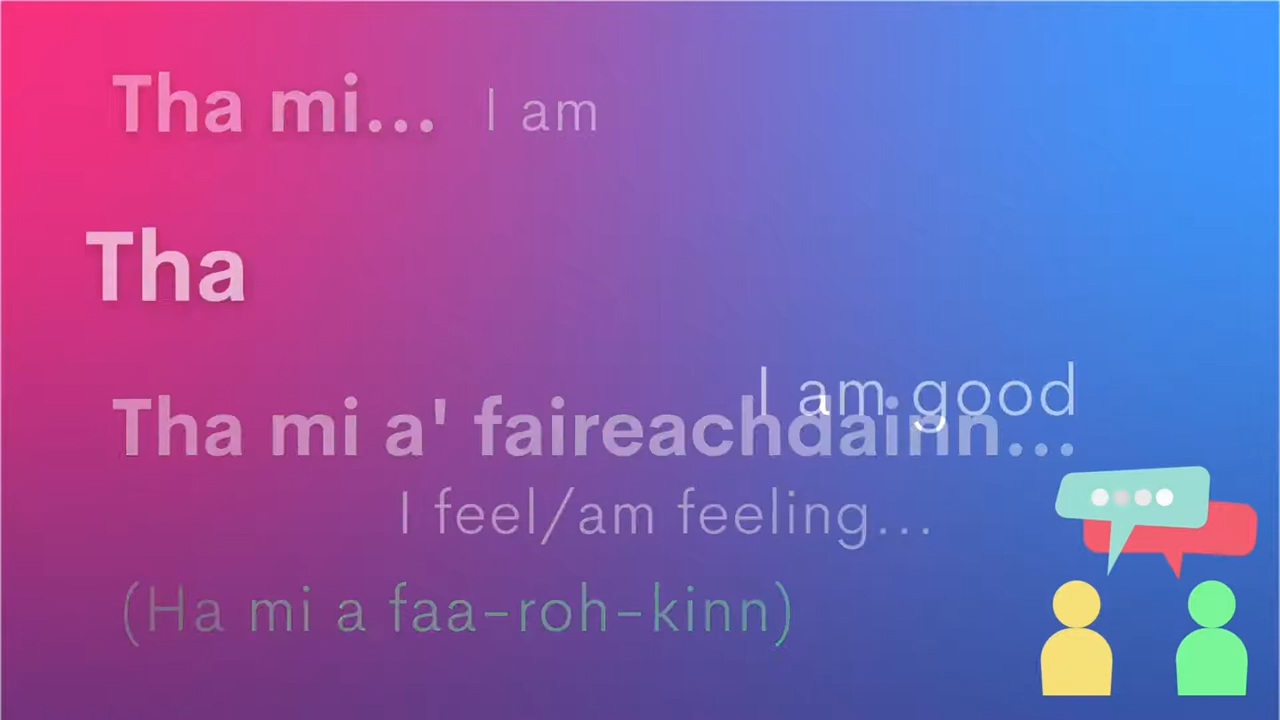 Tha mi... I am
Tha
I am good
Tha mi a' faireachdainn...
I feel/am feeling...
(Ha mi a faa-roh-kinn)